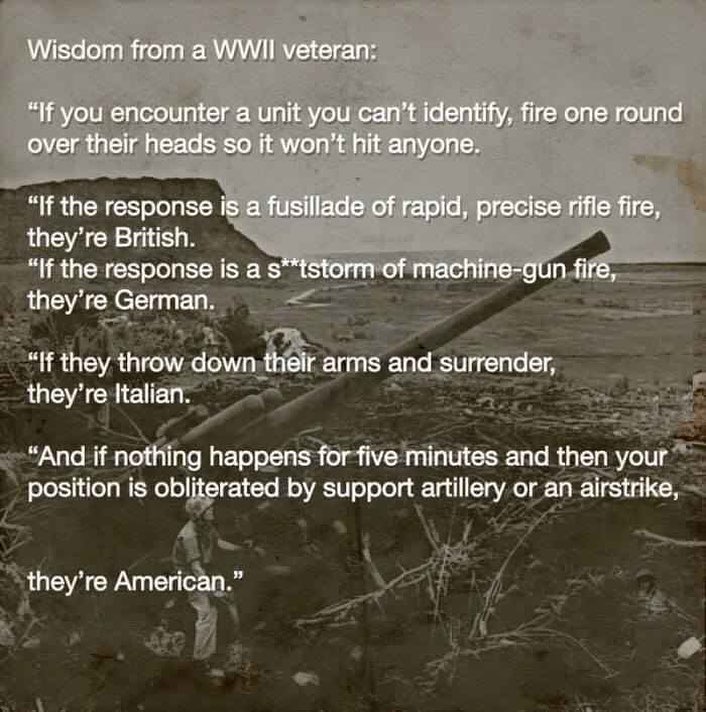 Wisdom from a WWII veteran:
“If you encounter a unit you can’t identify, fire one round
over their heads so it won’t hit anyone.
“If the response is a fusillade of rapid, precise rifle fire,
they’re British.
“If the response is a s**tstorm of machine-gun fire,
they’re German.
“If they throw down their arms and surrender,
they’re Italian.
“And if nothing happens for five minutes and then your
position is obliterated by support artillery or an airstrike,
they’re American.”